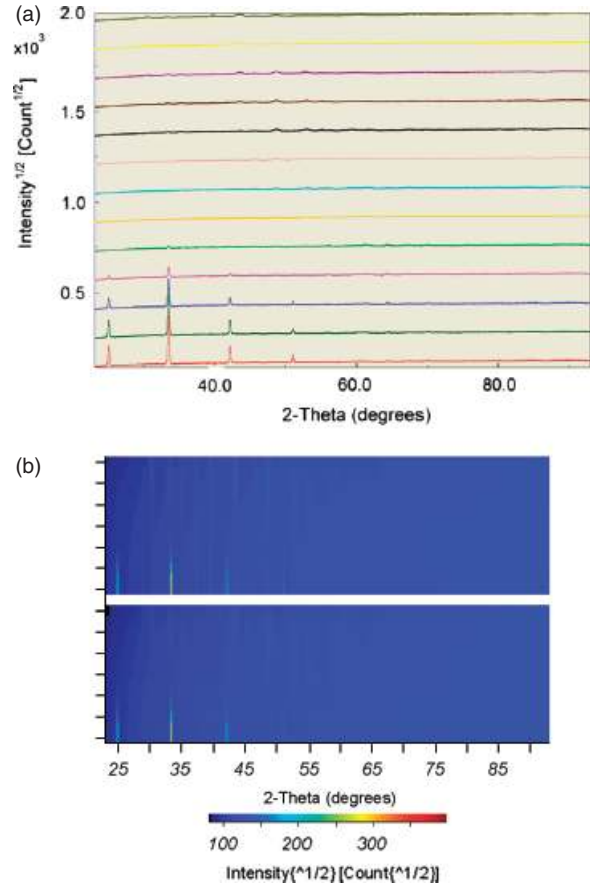 (a)
2.0
×10³
1.5
1.0
0.5
Intensity^1/2 [Count^1/2]
40.0 60.0 80.0
2-Theta (degrees)
(b)
25 35 45 55 65 75 85
2-Theta (degrees)
100 200 300
Intensity{^1/2} [Count{^1/2}]